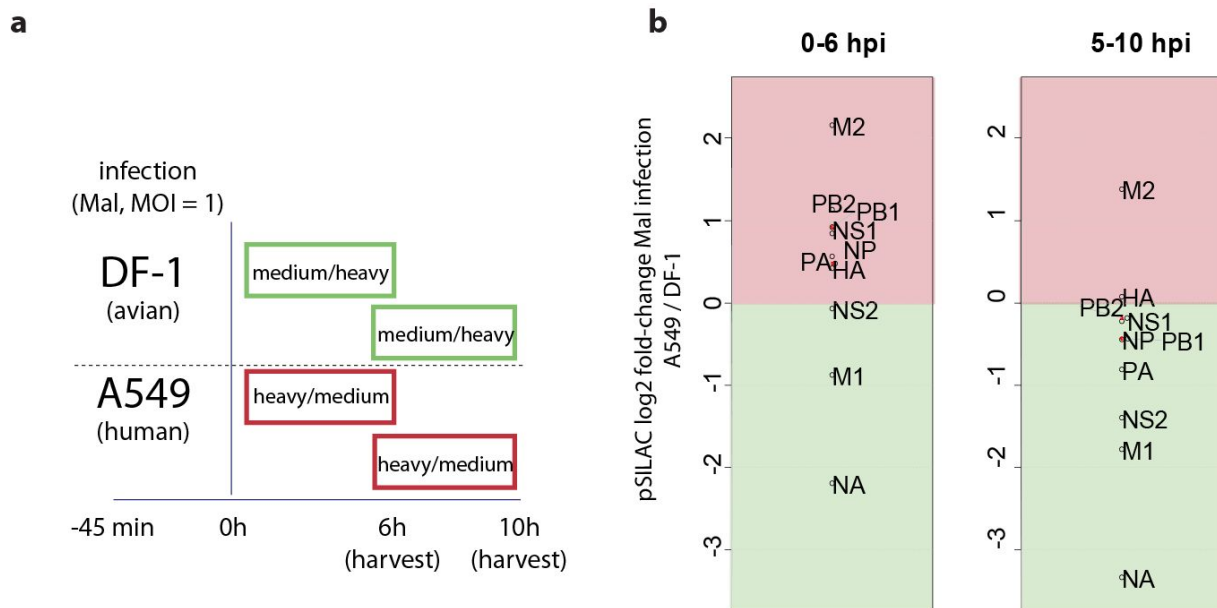 a
infection
(Mal, MOI = 1)
DF-1
(avian)
medium/heavy
medium/heavy
A549
(human)
heavy/medium
heavy/medium
-45 min
0h
6h
(harvest)
10h
(harvest)
b
pSILAC log2 fold-change Mal infection
A549 / DF-1
0-6 hpi
2
1
0
-1
-2
-3
M2
PB2 PB1
NS1
NP
PA HA
NS2
M1
NA
5-10 hpi
2
1
0
-1
-2
-3
M2
HA
PB2
NS1
NP PB1
PA
NS2
M1
NA